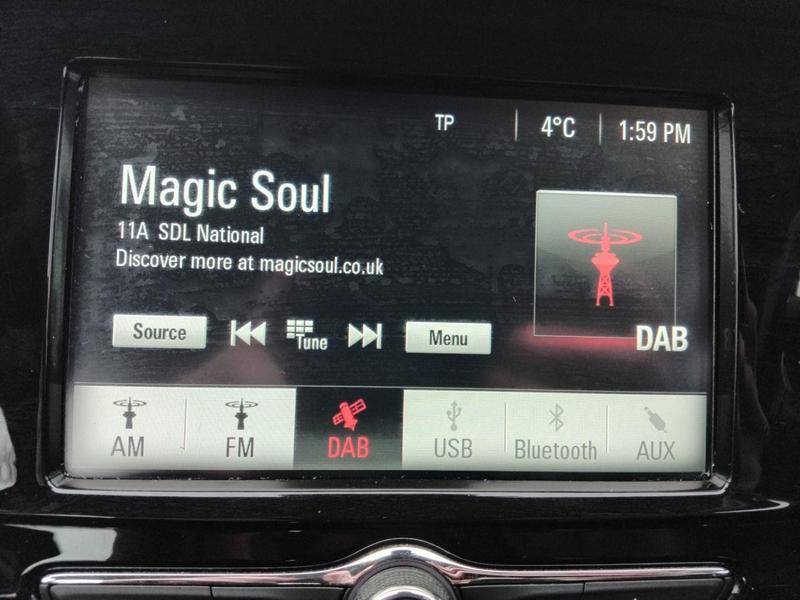 TP 4°C 1:59 PM
Magic Soul
11A SDL National
Discover more at magicsoul.co.uk
Source Tune Menu
DAB
AM FM DAB USB Bluetooth AUX